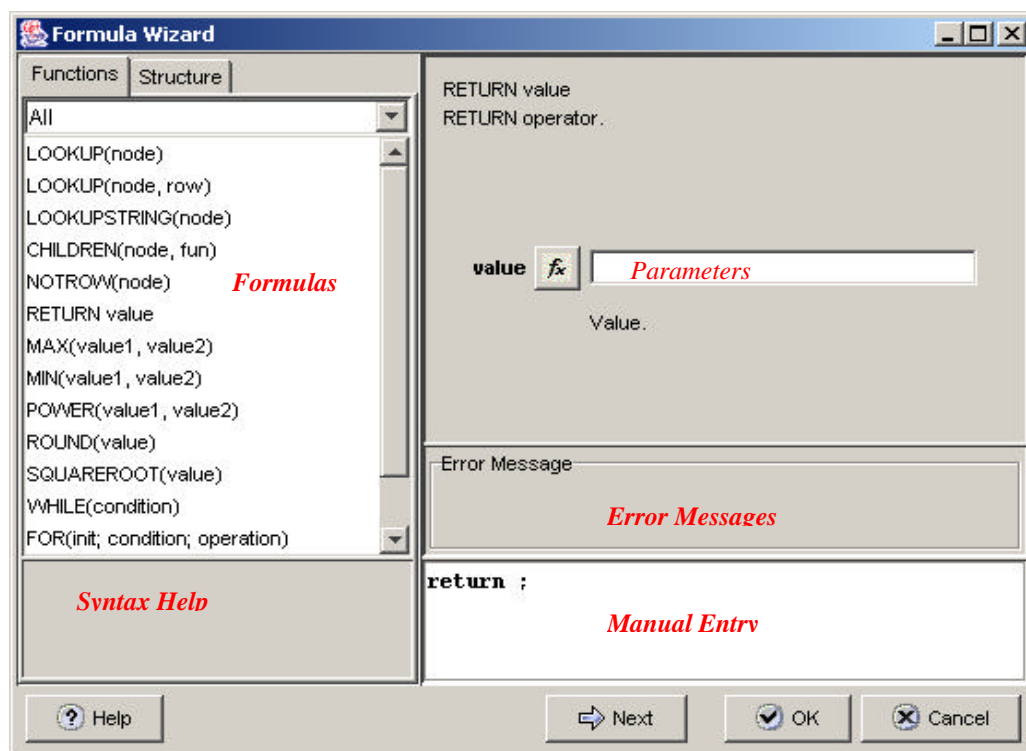 Formula Wizard
Functions Structure
All
LOOKUP(node)
LOOKUP(node, row)
LOOKUPSTRING(node)
CHILDREN(node, fun)
NOTROW(node)
RETURN value
MAX(value1, value2)
MIN(value1, value2)
POWER(value1, value2)
ROUND(value)
SQUAREROOT(value)
WHILE(condition)
FOR(init; condition; operation)
Formulas
Syntax Help
RETURN value
RETURN operator.
value fx Parameters
Value.
Error Message
Error Messages
return ;
Manual Entry
? Help
Next
OK
Cancel